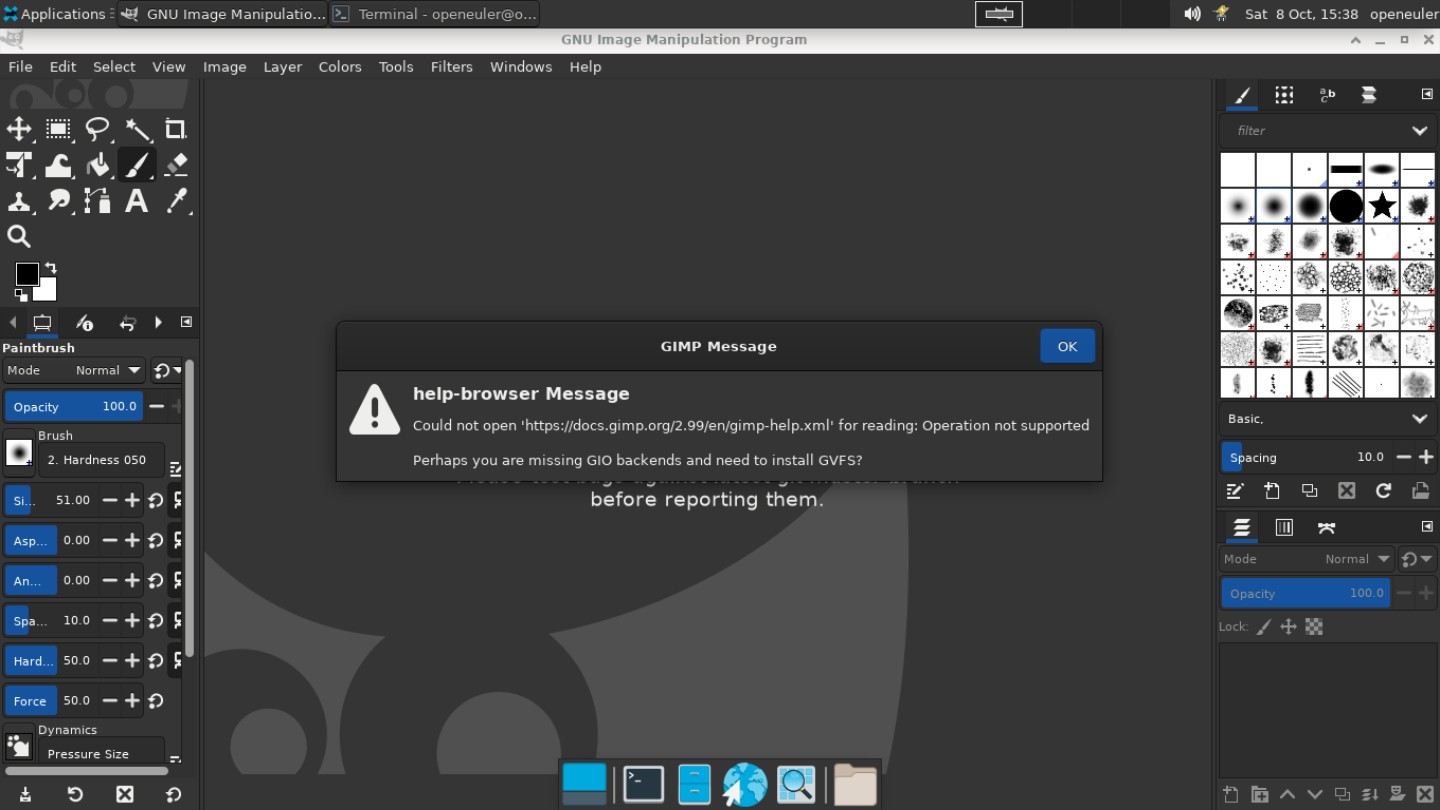 Applications
GNU Image Manipulatio...
Terminal - openeuler@o...
Sat 8 Oct, 15:38
openeuler
GNU Image Manipulation Program
File Edit Select View Image Layer Colors Tools Filters Windows Help
Paintbrush
Mode Normal
Opacity 100.0
Brush
2. Hardness 050
Si... 51.00
Asp... 0.00
An... 0.00
Spa... 10.0
Hard... 50.0
Force 50.0
Dynamics
Pressure Size
GIMP Message
OK
help-browser Message
Could not open 'https://docs.gimp.org/2.99/en/gimp-help.xml' for reading: Operation not supported
Perhaps you are missing GIO backends and need to install GVFS?
before reporting them.
filter
Basic,
Spacing 10.0
Mode Normal
Opacity 100.0
Lock: